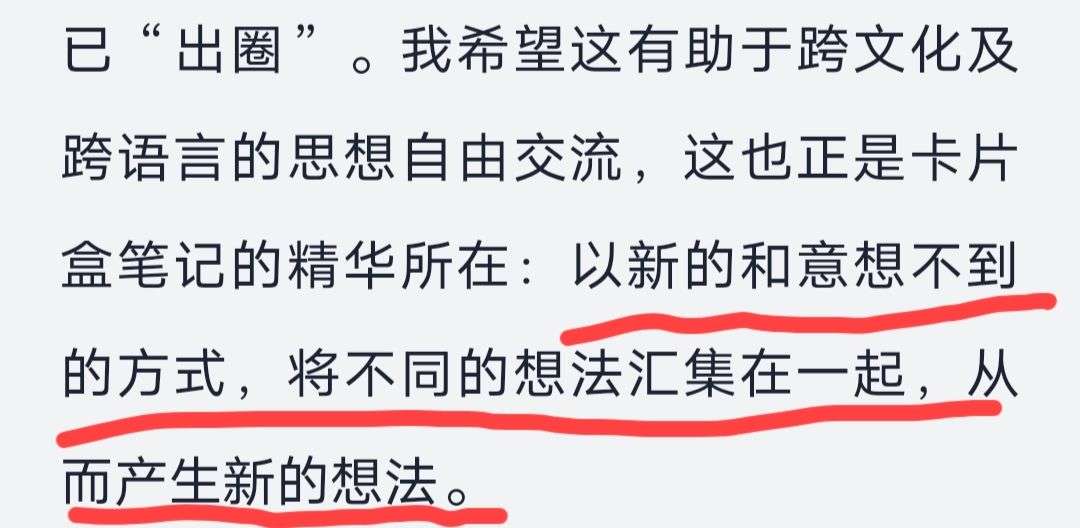 已“出圈”。我希望这有助于跨文化及
跨语言的思想自由交流，这也正是卡片
盒笔记的精华所在：以新的和意想不到
的方式，将不同的想法汇集在一起，从
而产生新的想法。